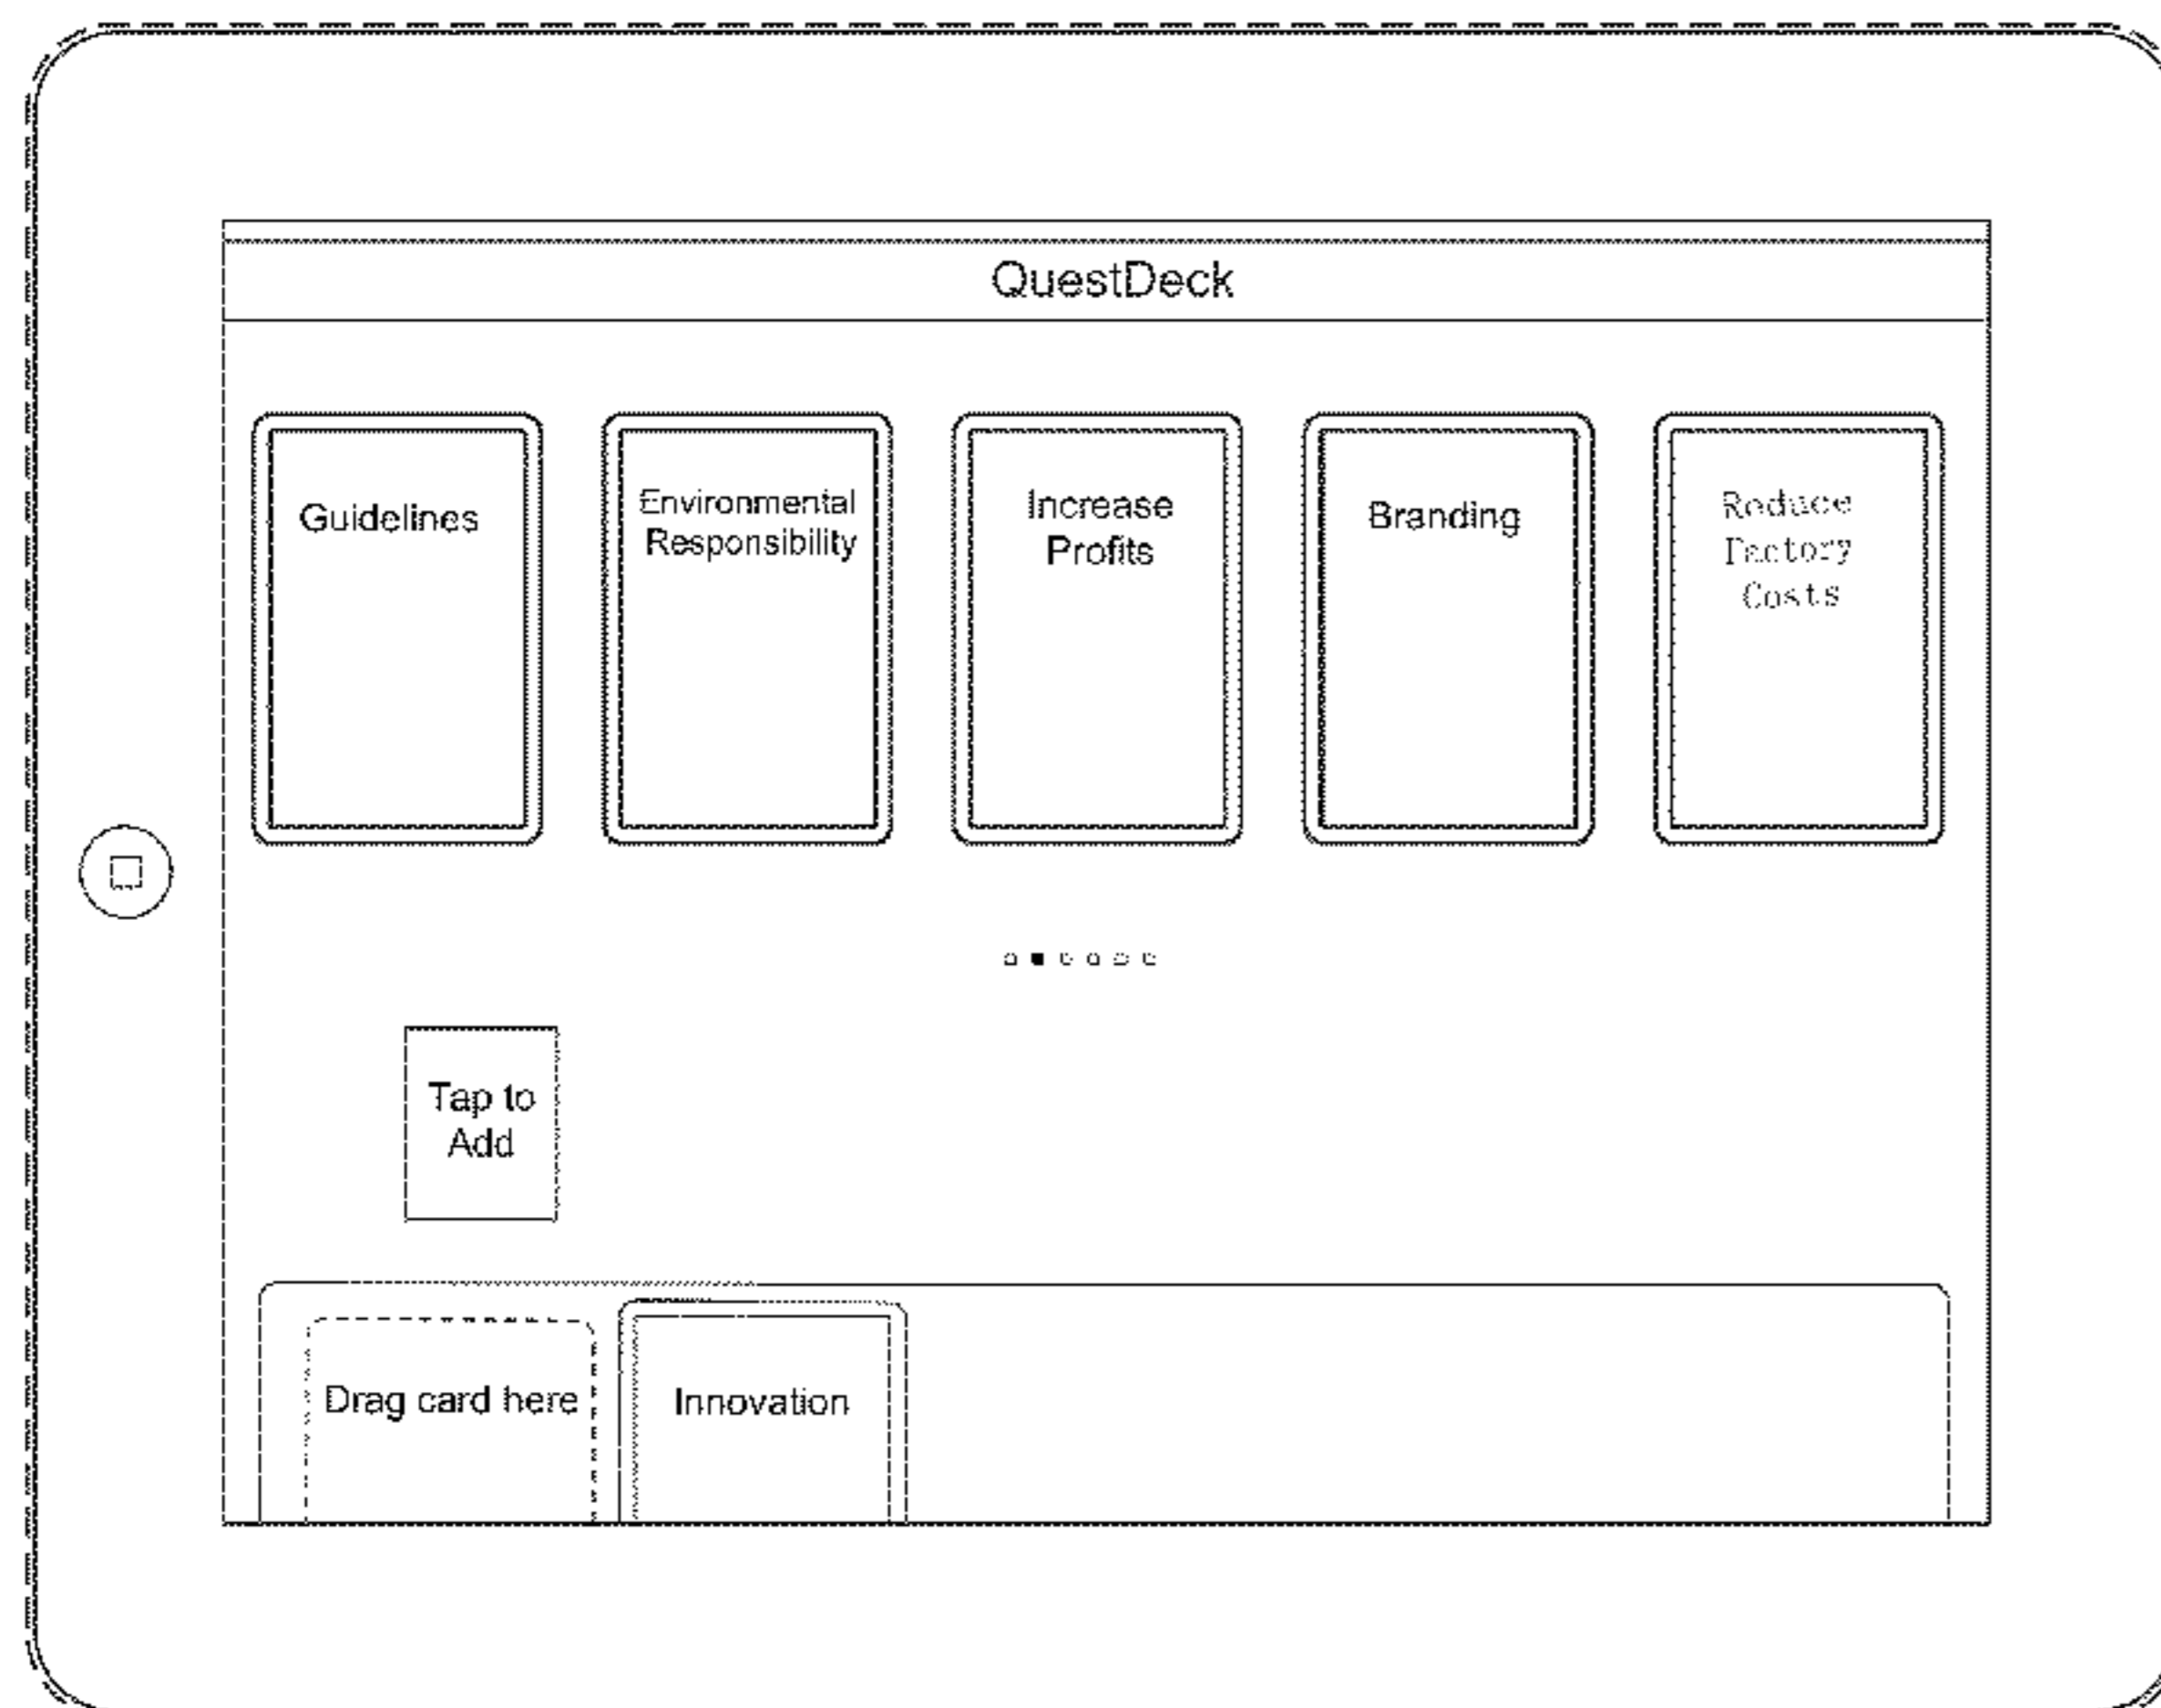 QuestDeck
Guidelines
Environmental
Responsibility
Increase
Profits
Branding
Reduce
Factory
Costs
Tap to
Add
Drag card here
Innovation